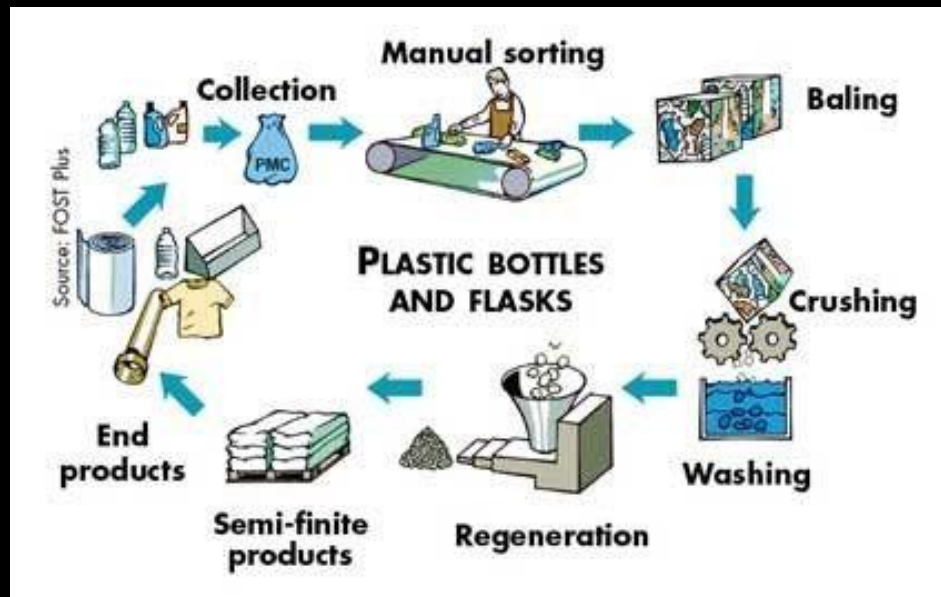 Manual sorting
Collection
Baling
PMC
Source: FOST Plus
PLASTIC BOTTLES
AND FLASKS
Crushing
Washing
Regeneration
Semi-finite
products
End
products